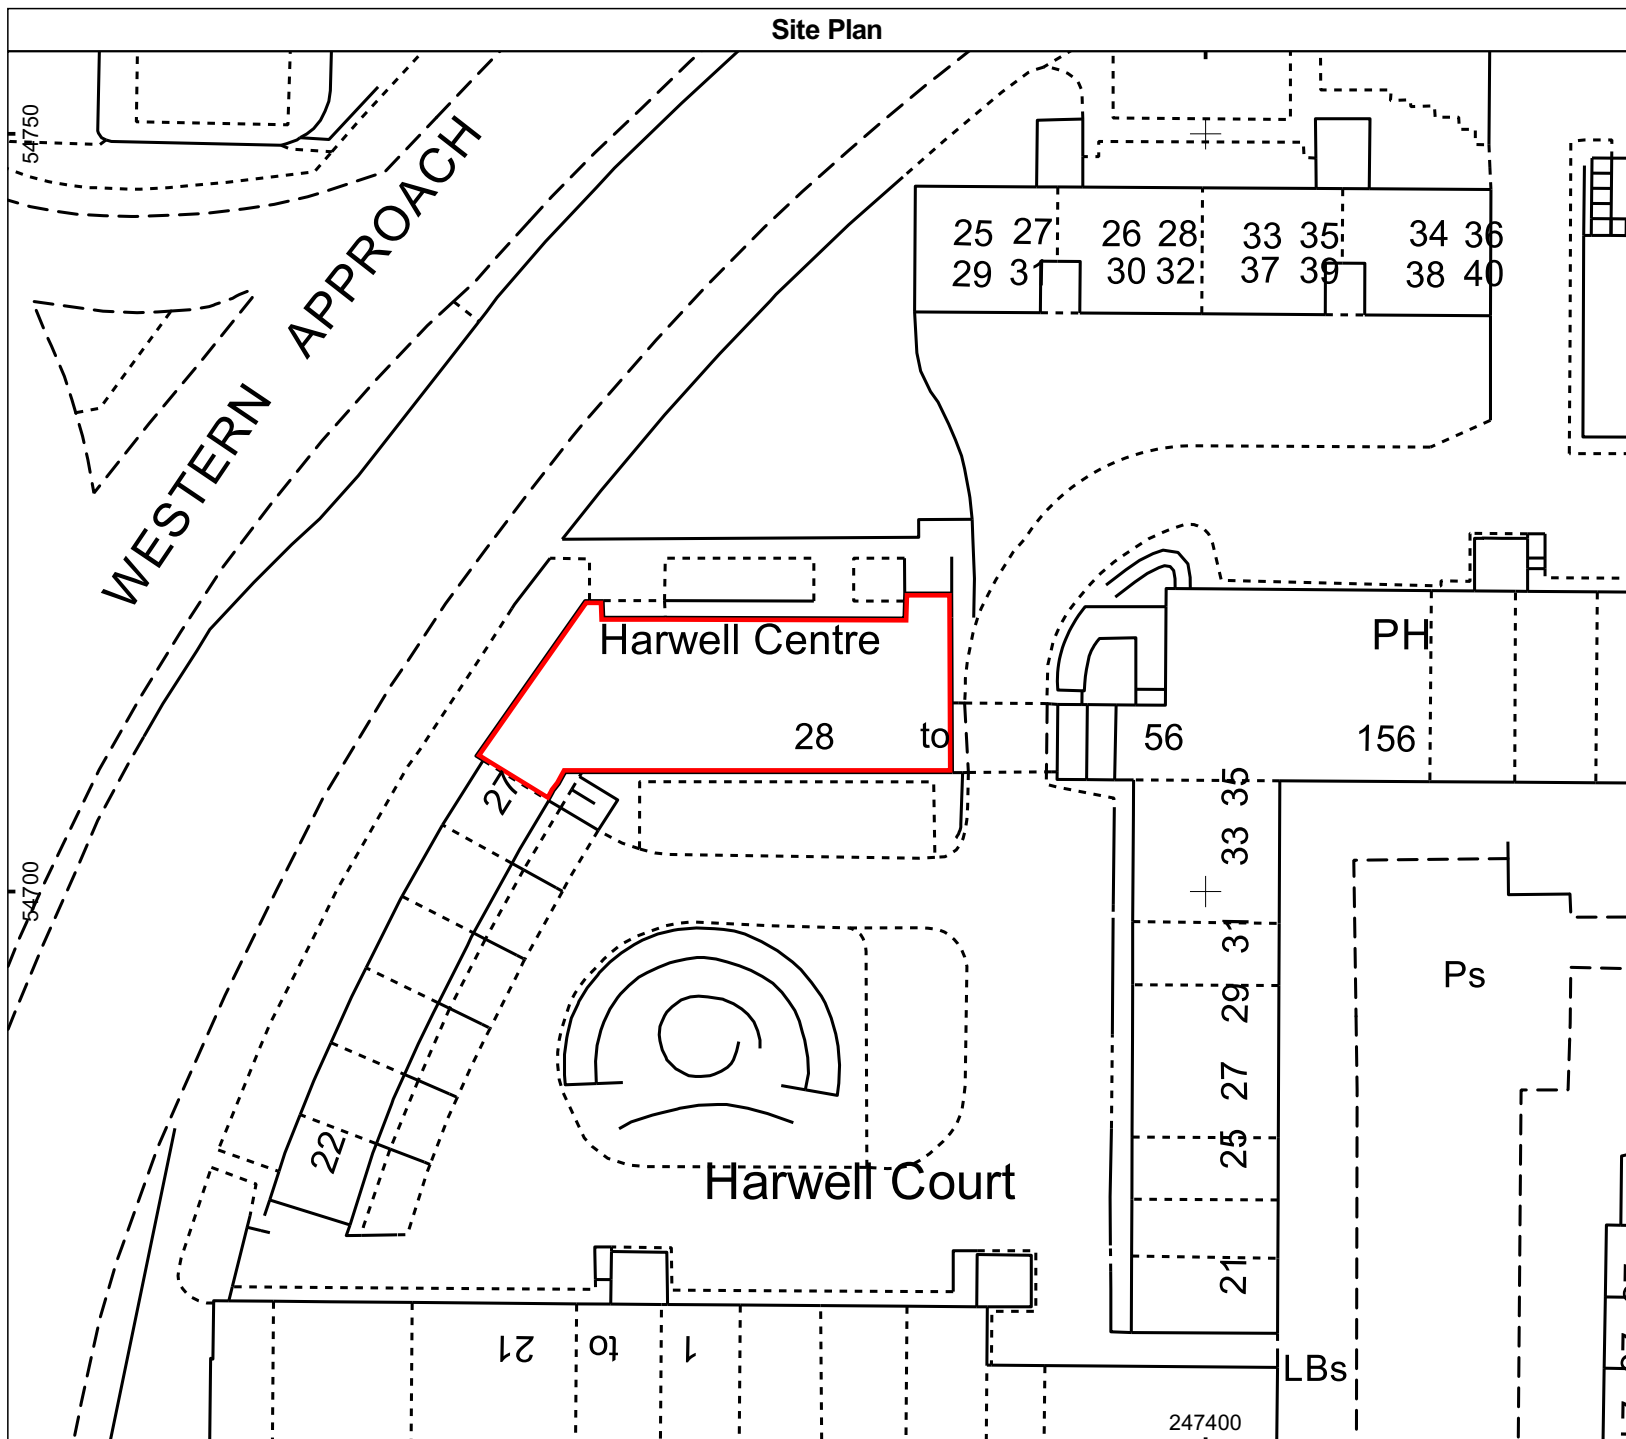 Site Plan
54750
WESTERN APPROACH
25 27 26 28 33 35 34 36
29 31 30 32 37 39 38 40
Harwell Centre
PH
28 to 56 156
27
35
33
54700
31
Ps
29
27
25
22
Harwell Court
21
21 to 1
LBs
247400